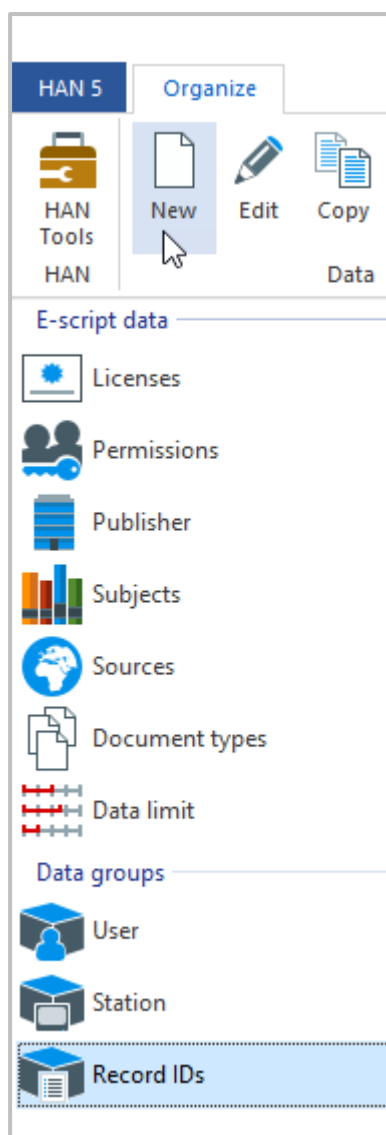 HAN 5
Organize
HAN
Tools
New
Edit
Copy
HAN
Data
E-script data
Licenses
Permissions
Publisher
Subjects
Sources
Document types
Data limit
Data groups
User
Station
Record IDs